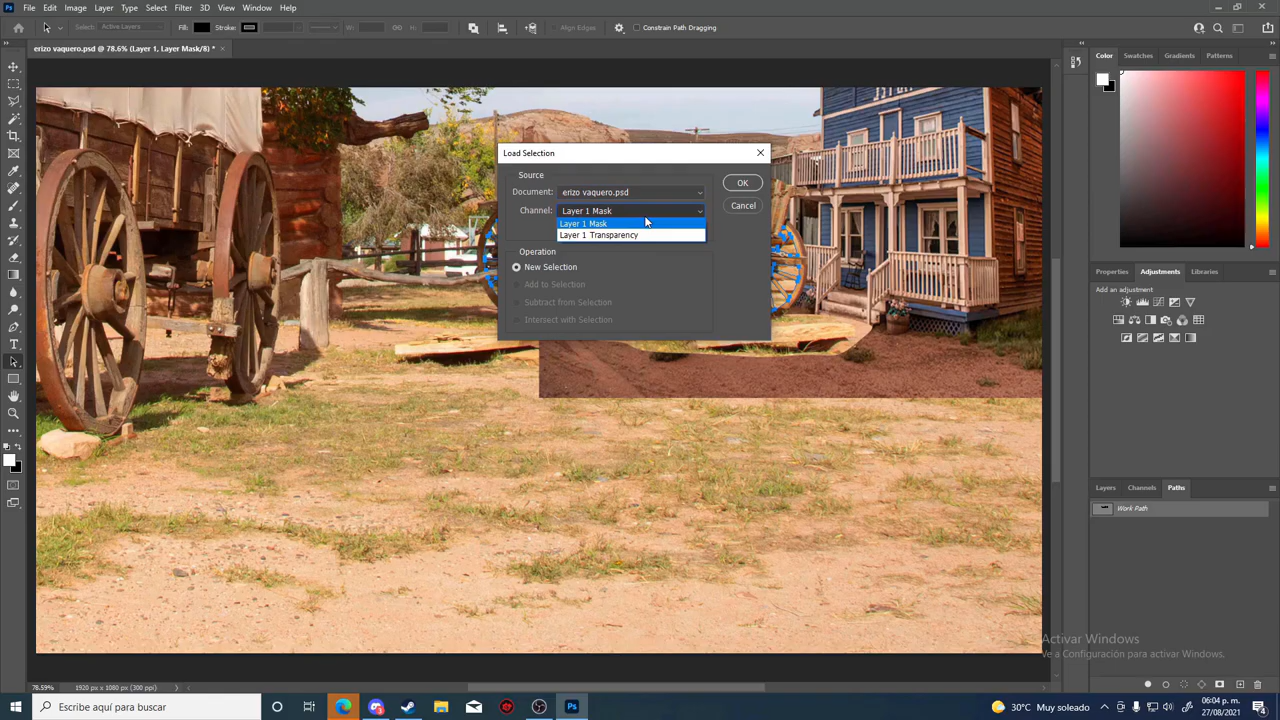 File Edit Image Layer Type Select Filter 3D View Window Help
Select: Active Layers Fill: Stroke: W: H: Align Edges Constrain Path Dragging
erizo vaquero.psd @ 78.6% (Layer 1, Layer Mask/8) *
Color Swatches Gradients Patterns
Load Selection
Source
Document: erizo vaquero.psd
OK
Channel: Layer 1 Mask
Cancel
Layer 1 Mask
Layer 1 Transparency
Operation
New Selection
Add to Selection
Subtract from Selection
Intersect with Selection
Properties Adjustments Libraries
Add an adjustment
Layers Channels Paths
Work Path
Activar Windows
Ve a Configuración para activar Windows.
78.59% 1920 px x 1080 px (300 ppi)
Escribe aquí para buscar
30°C Muy soleado
06:04 p. m.
27/08/2021